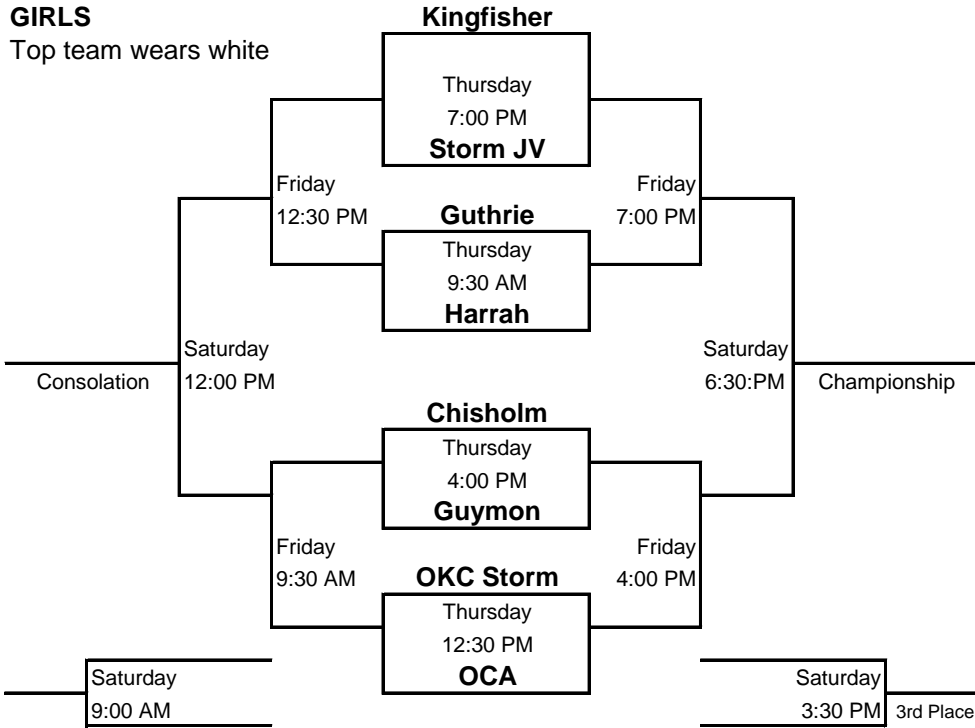 GIRLS
Kingfisher
Top team wears white
Thursday
7:00 PM
Storm JV
Friday
Friday
12:30 PM
Guthrie
7:00 PM
Thursday
9:30 AM
Harrah
Saturday
Saturday
Consolation
12:00 PM
6:30:PM
Championship
Chisholm
Thursday
4:00 PM
Guymon
Friday
Friday
9:30 AM
OKC Storm
4:00 PM
Thursday
12:30 PM
OCA
Saturday
Saturday
9:00 AM
3:30 PM
3rd Place